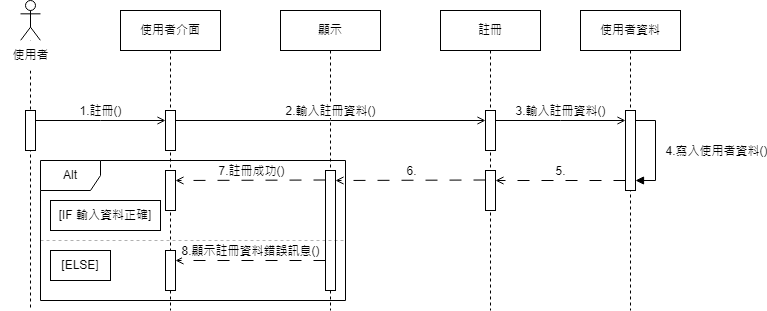 使用者
使用者介面
顯示
註冊
使用者資料
1.註冊()
2.輸入註冊資料()
3.輸入註冊資料()
4.寫入使用者資料()
Alt
7.註冊成功()
6.
5.
[IF 輸入資料正確]
8.顯示註冊資料錯誤訊息()
[ELSE]